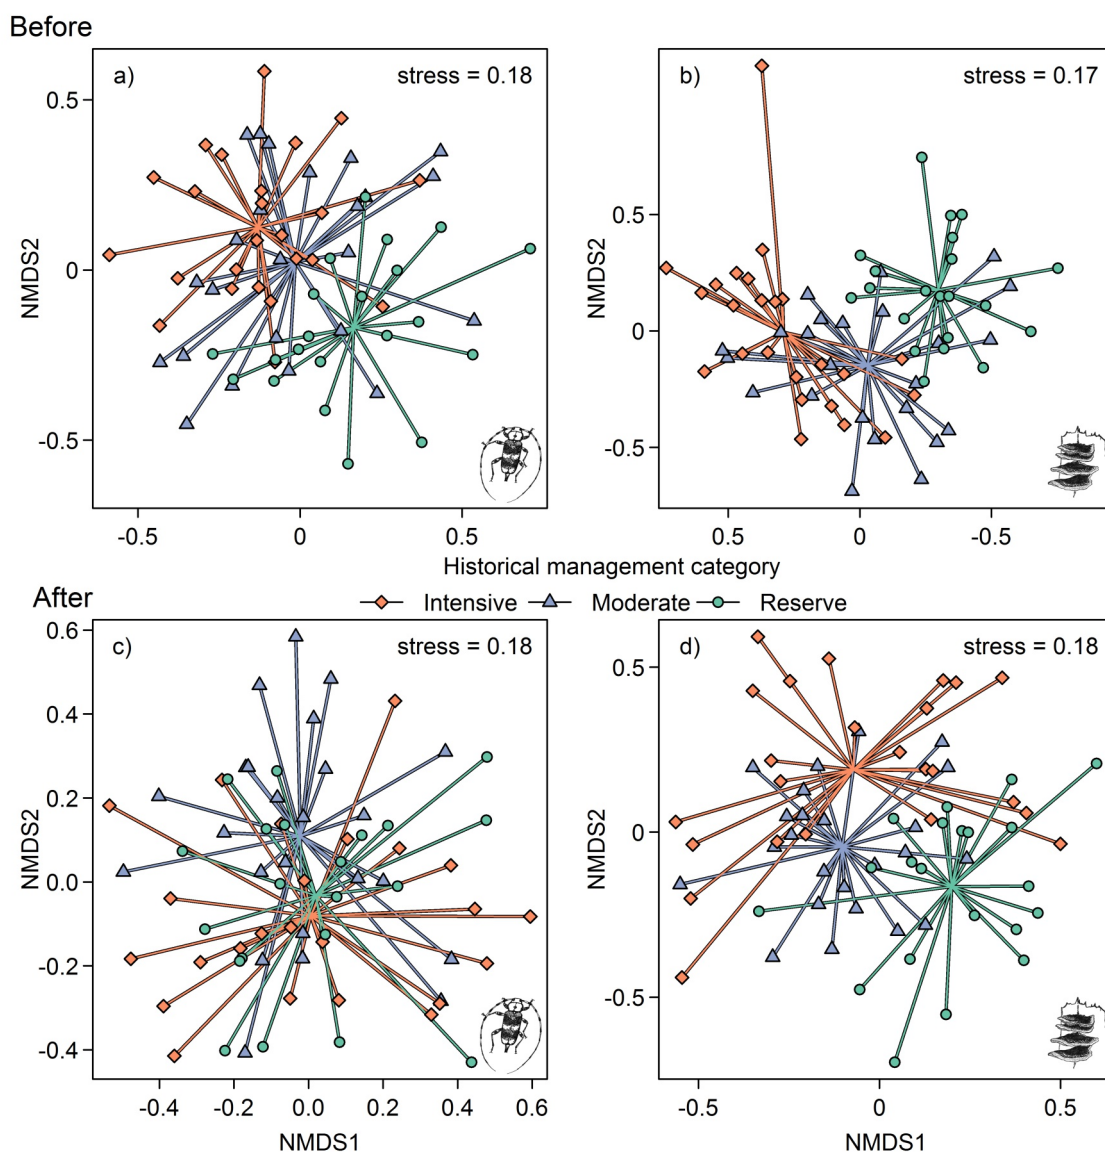 Before
a) stress = 0.18
b) stress = 0.17
NMDS2
0.5
0
-0.5
-0.5 0 0.5
NMDS2
0.5
0
-0.5
0.5 0 -0.5
Historical management category
Intensive Moderate Reserve
After
c) stress = 0.18
d) stress = 0.18
NMDS2
0.6
0.4
0.2
0.0
-0.2
-0.4
-0.4 -0.2 0.0 0.2 0.4 0.6
NMDS1
NMDS2
0.5
0
-0.5
-0.5 0 0.5
NMDS1